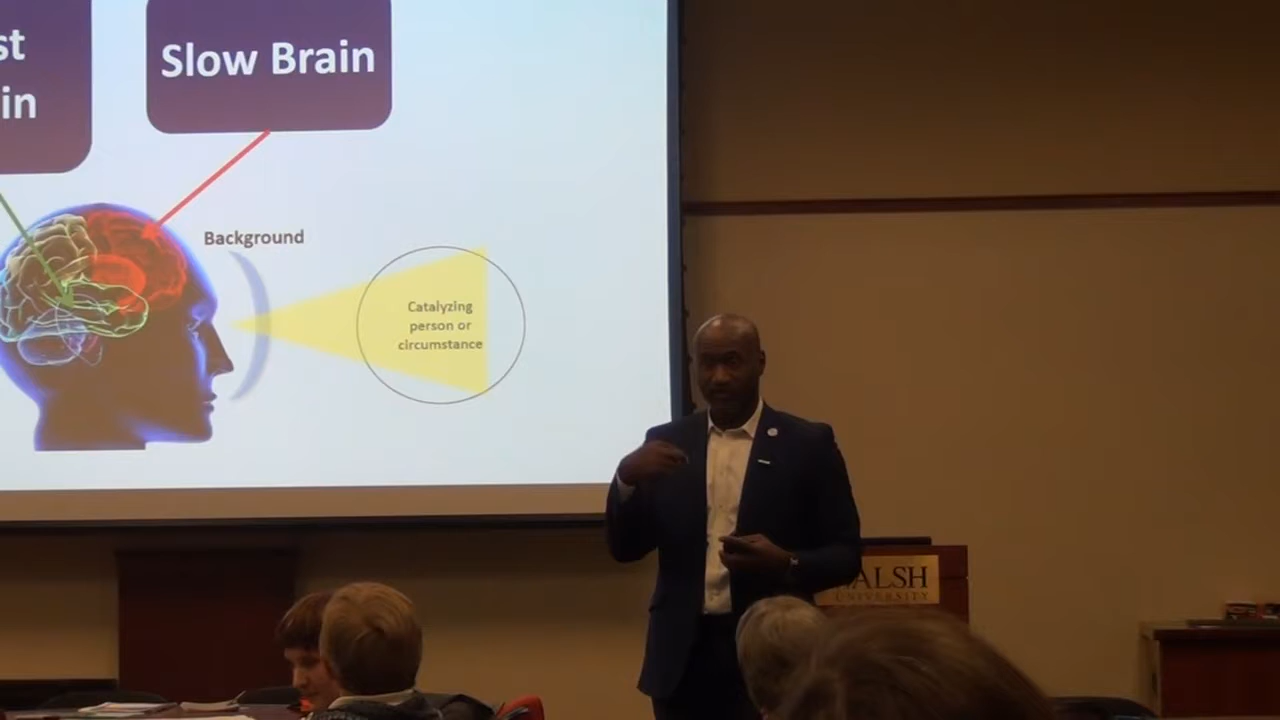 st
in
Slow Brain
Background
Catalyzing
person or
circumstance
ALSH
UNIVERSITY